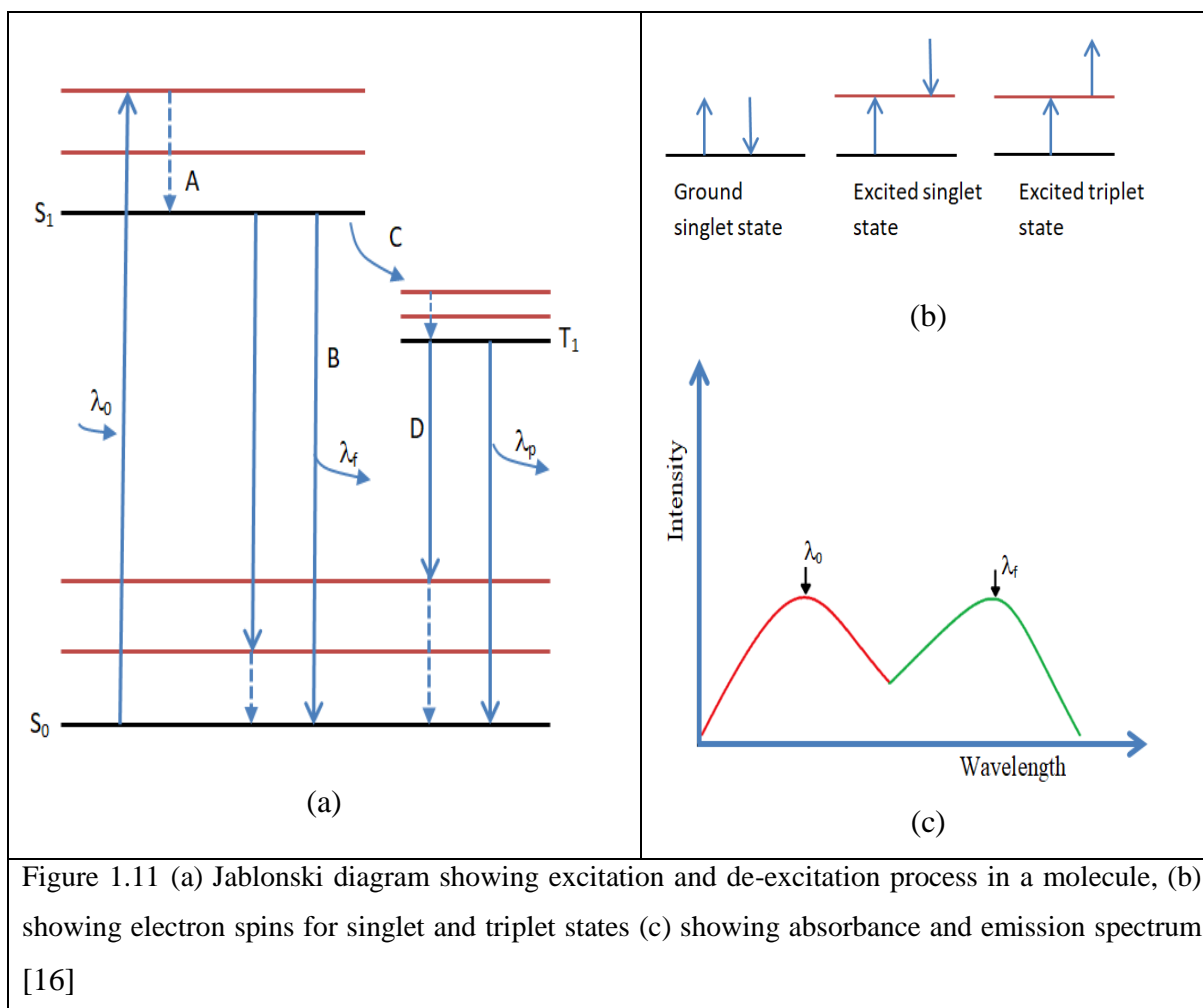 A
S₁
C
T₁
B
λ₀
D
λf
λp
S₀
(a)
Ground
singlet state
Excited singlet
state
Excited triplet
state
(b)
Intensity
λ₀
λf
Wavelength
(c)
Figure 1.11 (a) Jablonski diagram showing excitation and de-excitation process in a molecule, (b)
showing electron spins for singlet and triplet states (c) showing absorbance and emission spectrum
[16]